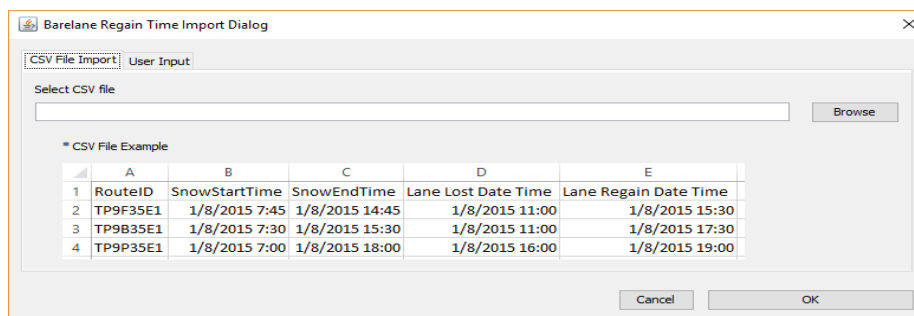 Barelane Regain Time Import Dialog
CSV File Import User Input
Select CSV file
Browse
* CSV File Example
A B C D E
1 RouteID SnowStartTime SnowEndTime Lane Lost Date Time Lane Regain Date Time
2 TP9F35E1 1/8/2015 7:45 1/8/2015 14:45 1/8/2015 11:00 1/8/2015 15:30
3 TP9B35E1 1/8/2015 7:30 1/8/2015 15:30 1/8/2015 11:00 1/8/2015 17:30
4 TP9P35E1 1/8/2015 7:00 1/8/2015 18:00 1/8/2015 16:00 1/8/2015 19:00
Cancel OK